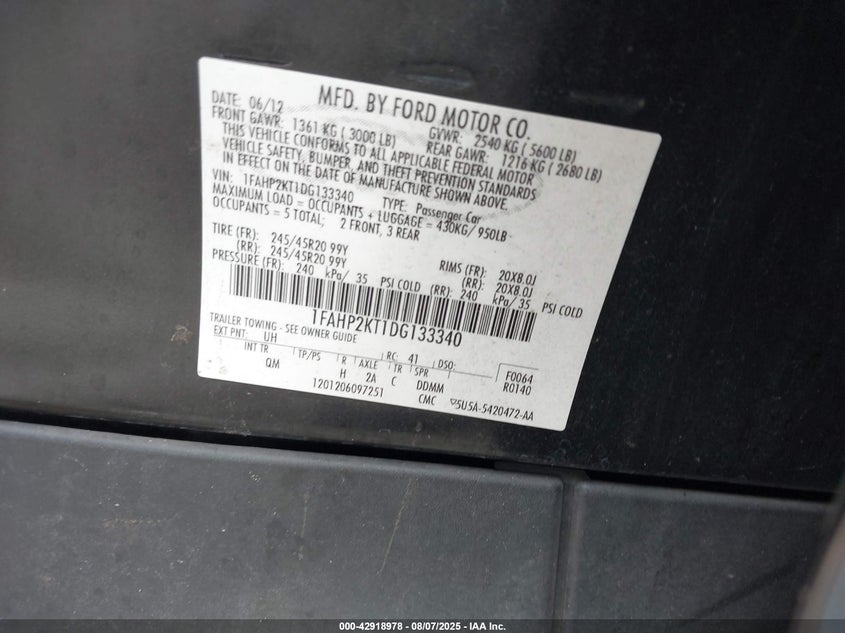 MFD. BY FORD MOTOR CO.
DATE: 06/12 GVWR: 2540 KG ( 5600 LB)
FRONT GAWR: 1361 KG ( 3000 LB) REAR GAWR: 1216 KG ( 2680 LB)
THIS VEHICLE CONFORMS TO ALL APPLICABLE FEDERAL MOTOR
VEHICLE SAFETY, BUMPER, AND THEFT PREVENTION STANDARDS
IN EFFECT ON THE DATE OF MANUFACTURE SHOWN ABOVE.
VIN: 1FAHP2KT1DG133340 TYPE: Passenger Car
MAXIMUM LOAD = OCCUPANTS + LUGGAGE = 430KG/ 950LB
OCCUPANTS = 5 TOTAL; 2 FRONT, 3 REAR
TIRE (FR): 245/45R20 99Y RIMS (FR): 20X8.0J
(RR): 245/45R20 99Y (RR): 20X8.0J
PRESSURE (FR): 240 kPa/ 35 PSI COLD (RR): 240 kPa/ 35 PSI COLD
1FAHP2KT1DG133340
TRAILER TOWING - SEE OWNER GUIDE
EXT PNT: UH RC: 41 DSO: F0064
INT TR TP/PS R AXLE TR SPR R0140
QM H 2A C DDMM
1201206097251 CMC ▽5U5A-5420472-AA
000-42918978 - 08/07/2025 - IAA Inc.